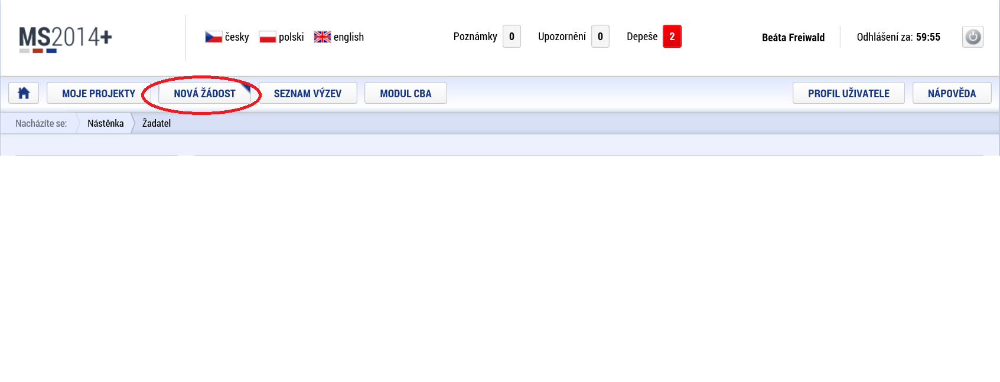 MS2014+
česky polski english
Poznámky 0 Upozornění 0 Depeše 2
Beáta Freiwald
Odhlášení za: 59:55
MOJE PROJEKTY NOVÁ ŽÁDOST SEZNAM VÝZEV MODUL CBA PROFIL UŽIVATELE NÁPOVĚDA
Nacházíte se: Nástěnka Žadatel